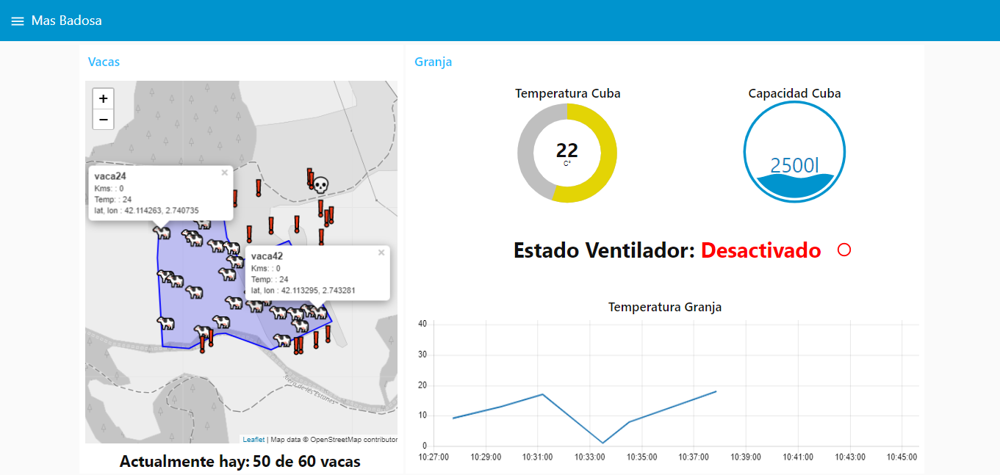 Mas Badosa
Vacas
+
−
vaca24
×
Kms: : 0
Temp: : 24
lat, lon : 42.114263, 2.740735
vaca42
×
Kms: : 0
Temp: : 24
lat, lon : 42.113295, 2.743281
Riera de les Estunes
Leaflet | Map data © OpenStreetMap contributor
Actualmente hay: 50 de 60 vacas
Granja
Temperatura Cuba
22
C°
Capacidad Cuba
2500l
Estado Ventilador: Desactivado
Temperatura Granja
40
30
20
10
0
10:27:00 10:29:00 10:31:00 10:33:00 10:35:00 10:37:00 10:39:00 10:41:00 10:43:00 10:45:00